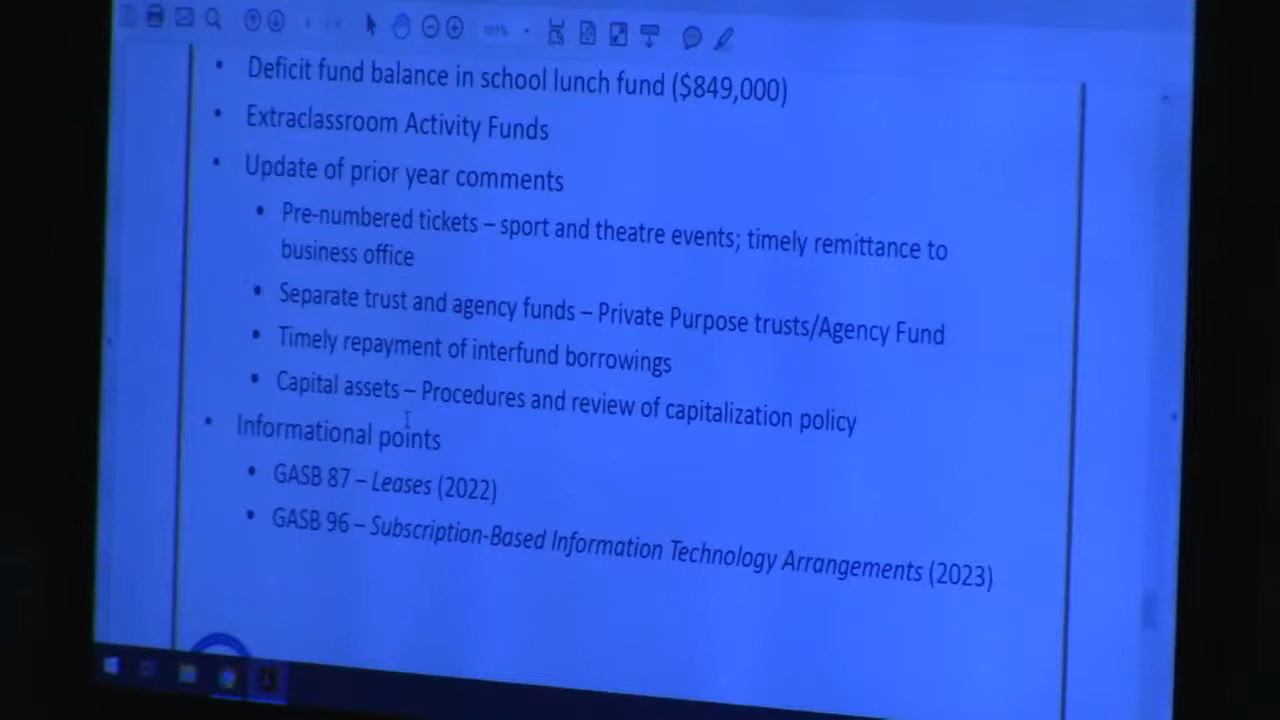 • Deficit fund balance in school lunch fund ($849,000)
• Extraclassroom Activity Funds
• Update of prior year comments
• Pre-numbered tickets – sport and theatre events; timely remittance to
business office
• Separate trust and agency funds – Private Purpose trusts/Agency Fund
• Timely repayment of interfund borrowings
• Capital assets – Procedures and review of capitalization policy
• Informational points
• GASB 87 – Leases (2022)
• GASB 96 – Subscription-Based Information Technology Arrangements (2023)